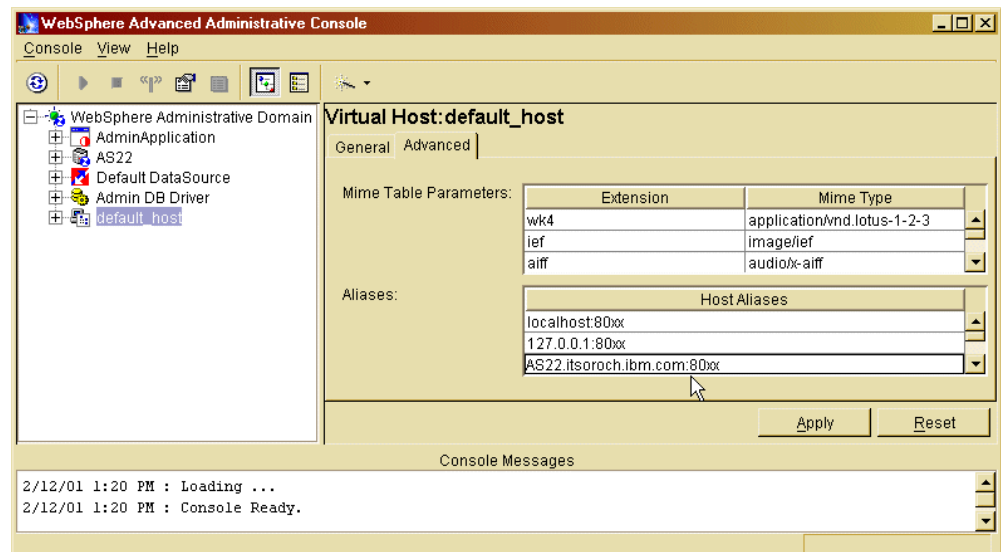 WebSphere Advanced Administrative Console
Console View Help
WebSphere Administrative Domain
AdminApplication
AS22
Default DataSource
Admin DB Driver
default_host
Virtual Host:default_host
General Advanced
Mime Table Parameters:
Extension Mime Type
wk4 application/vnd.lotus-1-2-3
ief image/ief
aiff audio/x-aiff
Aliases:
Host Aliases
localhost:80xx
127.0.0.1:80xx
AS22.itsoroch.ibm.com:80xx
Apply Reset
Console Messages
2/12/01 1:20 PM : Loading ...
2/12/01 1:20 PM : Console Ready.